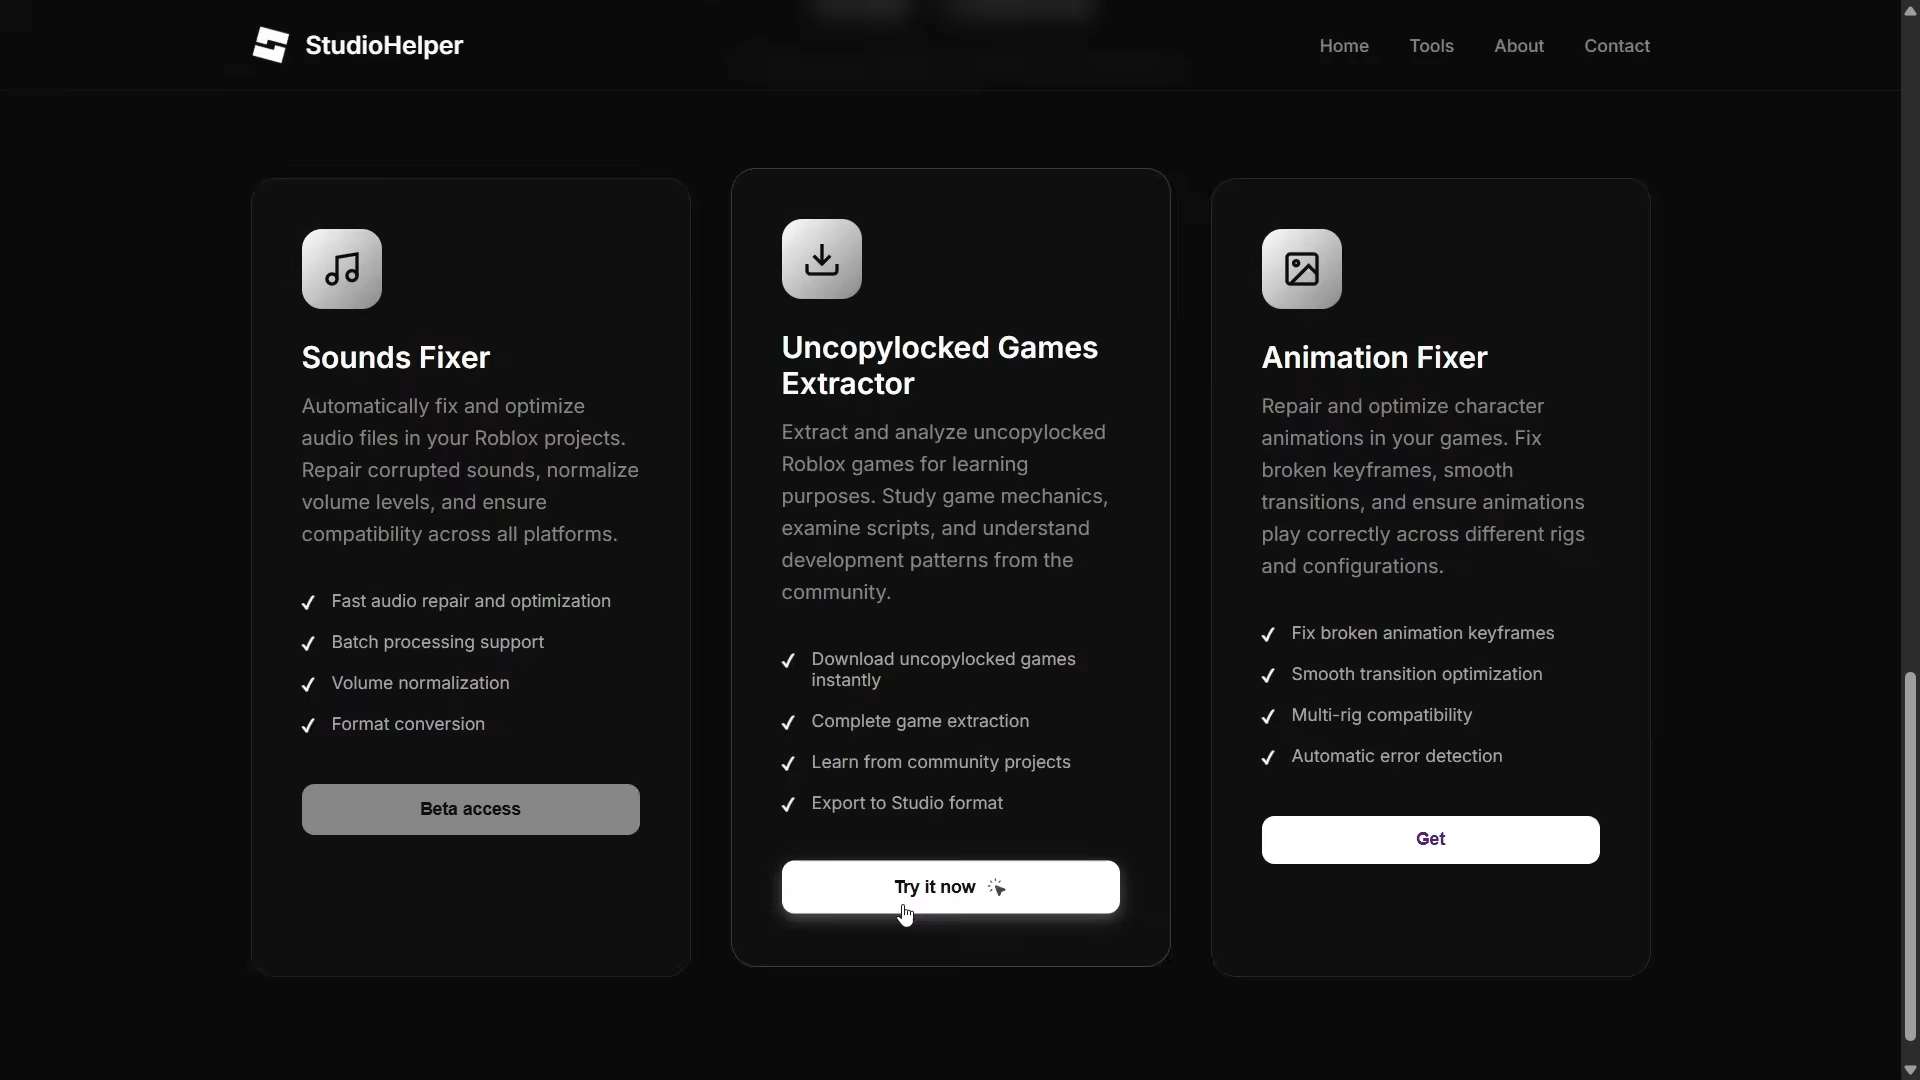 StudioHelper
Home
Tools
About
Contact
Sounds Fixer
Automatically fix and optimize
audio files in your Roblox projects.
Repair corrupted sounds, normalize
volume levels, and ensure
compatibility across all platforms.
Fast audio repair and optimization
Batch processing support
Volume normalization
Format conversion
Beta access
Uncopylocked Games
Extractor
Extract and analyze uncopylocked
Roblox games for learning
purposes. Study game mechanics,
examine scripts, and understand
development patterns from the
community.
Download uncopylocked games
instantly
Complete game extraction
Learn from community projects
Export to Studio format
Try it now
Animation Fixer
Repair and optimize character
animations in your games. Fix
broken keyframes, smooth
transitions, and ensure animations
play correctly across different rigs
and configurations.
Fix broken animation keyframes
Smooth transition optimization
Multi-rig compatibility
Automatic error detection
Get